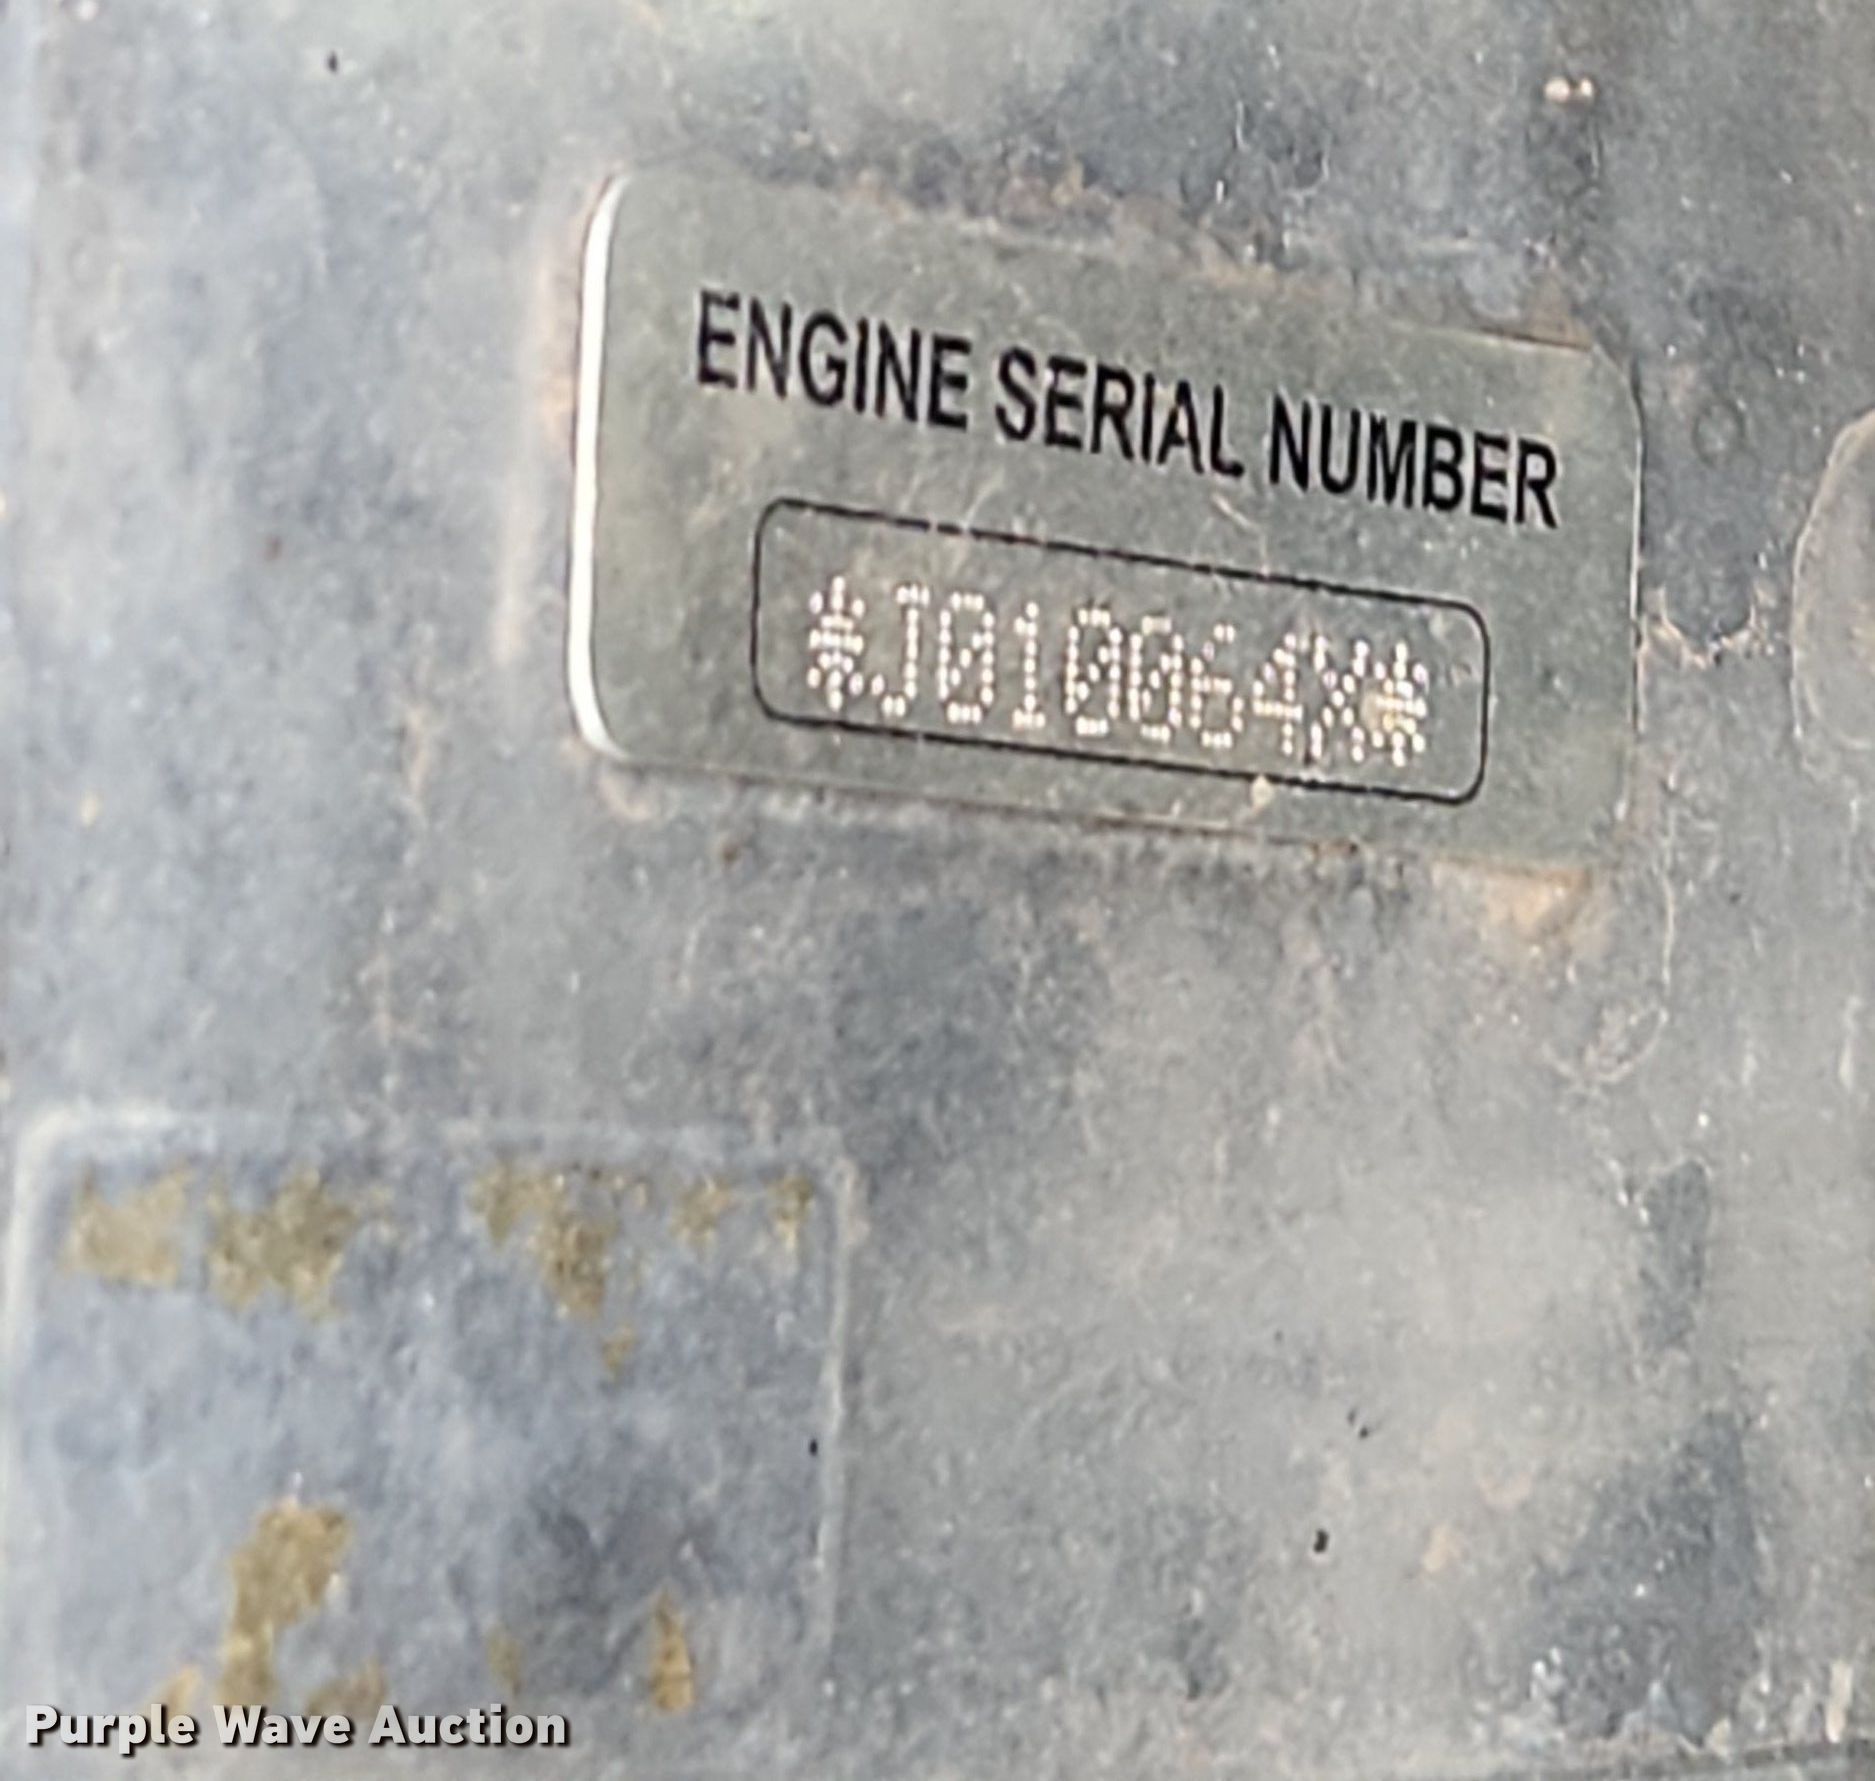 ENGINE SERIAL NUMBER
*J010064X*
Purple Wave Auction